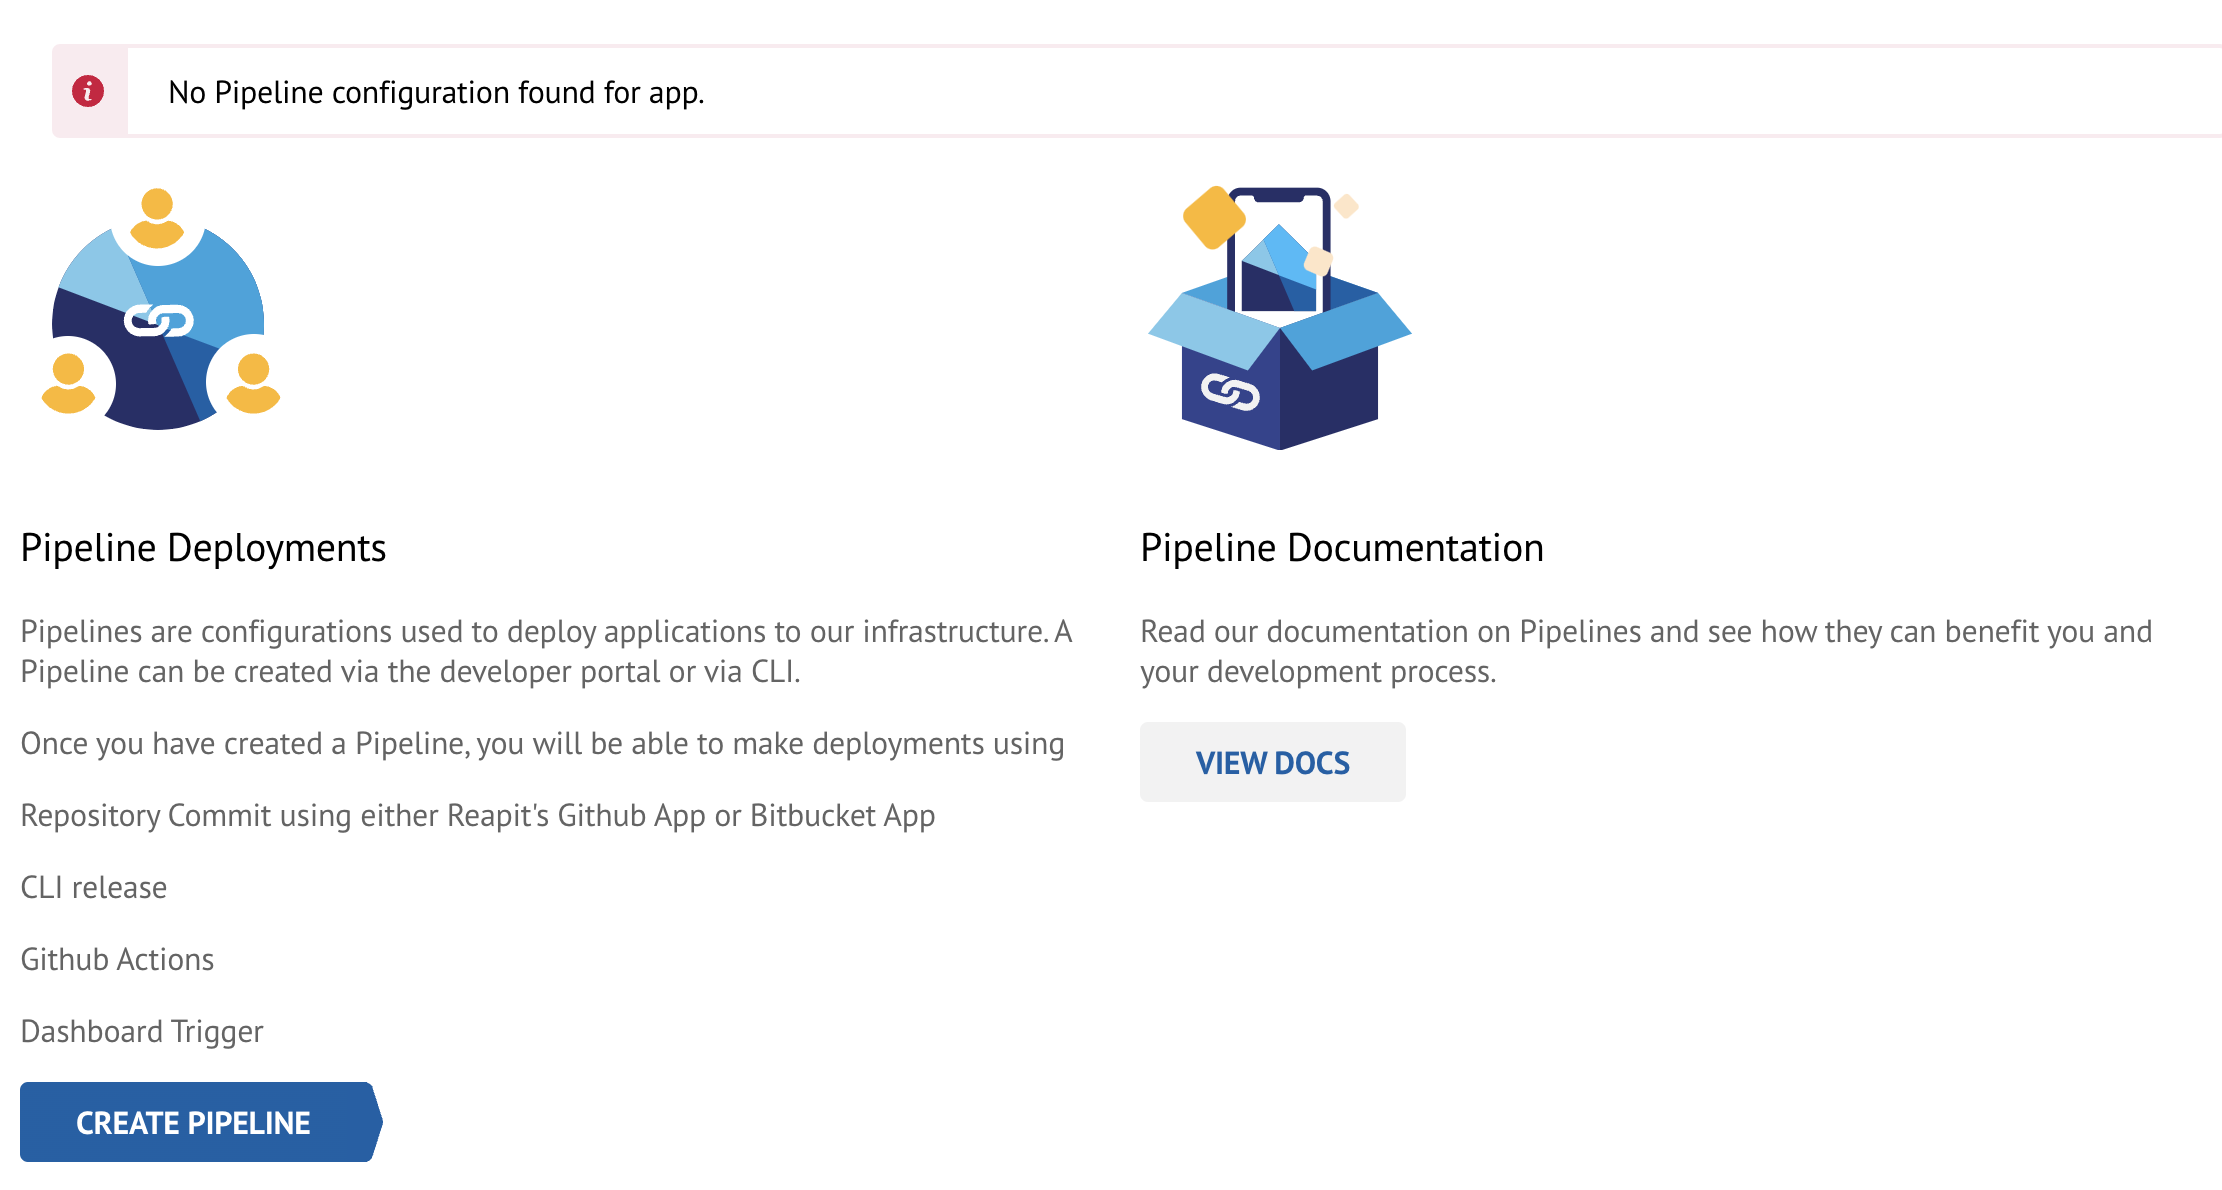 No Pipeline configuration found for app.
Pipeline Deployments
Pipelines are configurations used to deploy applications to our infrastructure. A
Pipeline can be created via the developer portal or via CLI.
Once you have created a Pipeline, you will be able to make deployments using
Repository Commit using either Reapit's Github App or Bitbucket App
CLI release
Github Actions
Dashboard Trigger
CREATE PIPELINE
Pipeline Documentation
Read our documentation on Pipelines and see how they can benefit you and
your development process.
VIEW DOCS